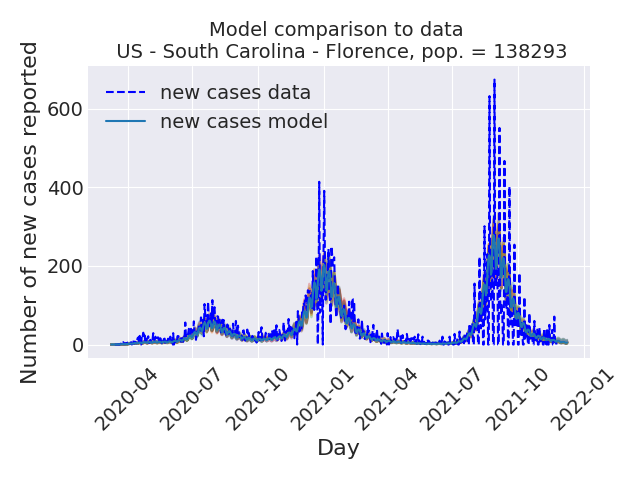 Model comparison to data
US - South Carolina - Florence, pop. = 138293
Number of new cases reported
new cases data
new cases model
600
400
200
0
2020-04
2020-07
2020-10
2021-01
2021-04
2021-07
2021-10
2022-01
Day